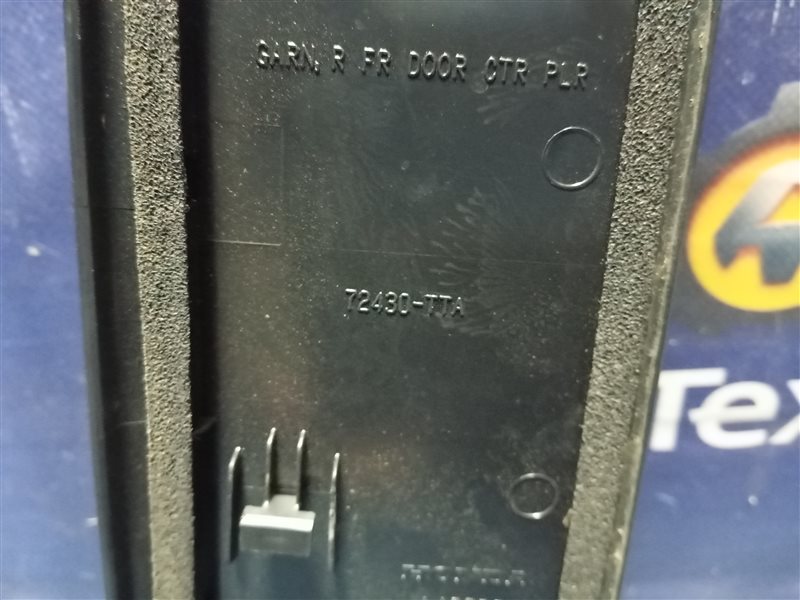 GARN, R FR DOOR CTR PLR
72430-TTA
Tex